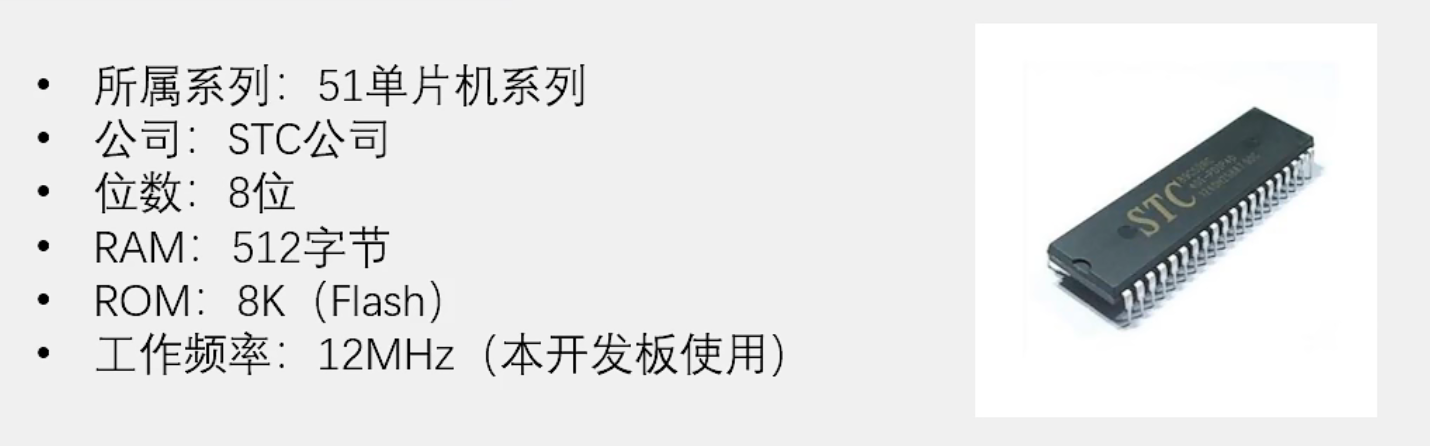 • 所属系列：51单片机系列
• 公司：STC公司
• 位数：8位
• RAM：512字节
• ROM：8K（Flash）
• 工作频率：12MHz（本开发板使用）
STC